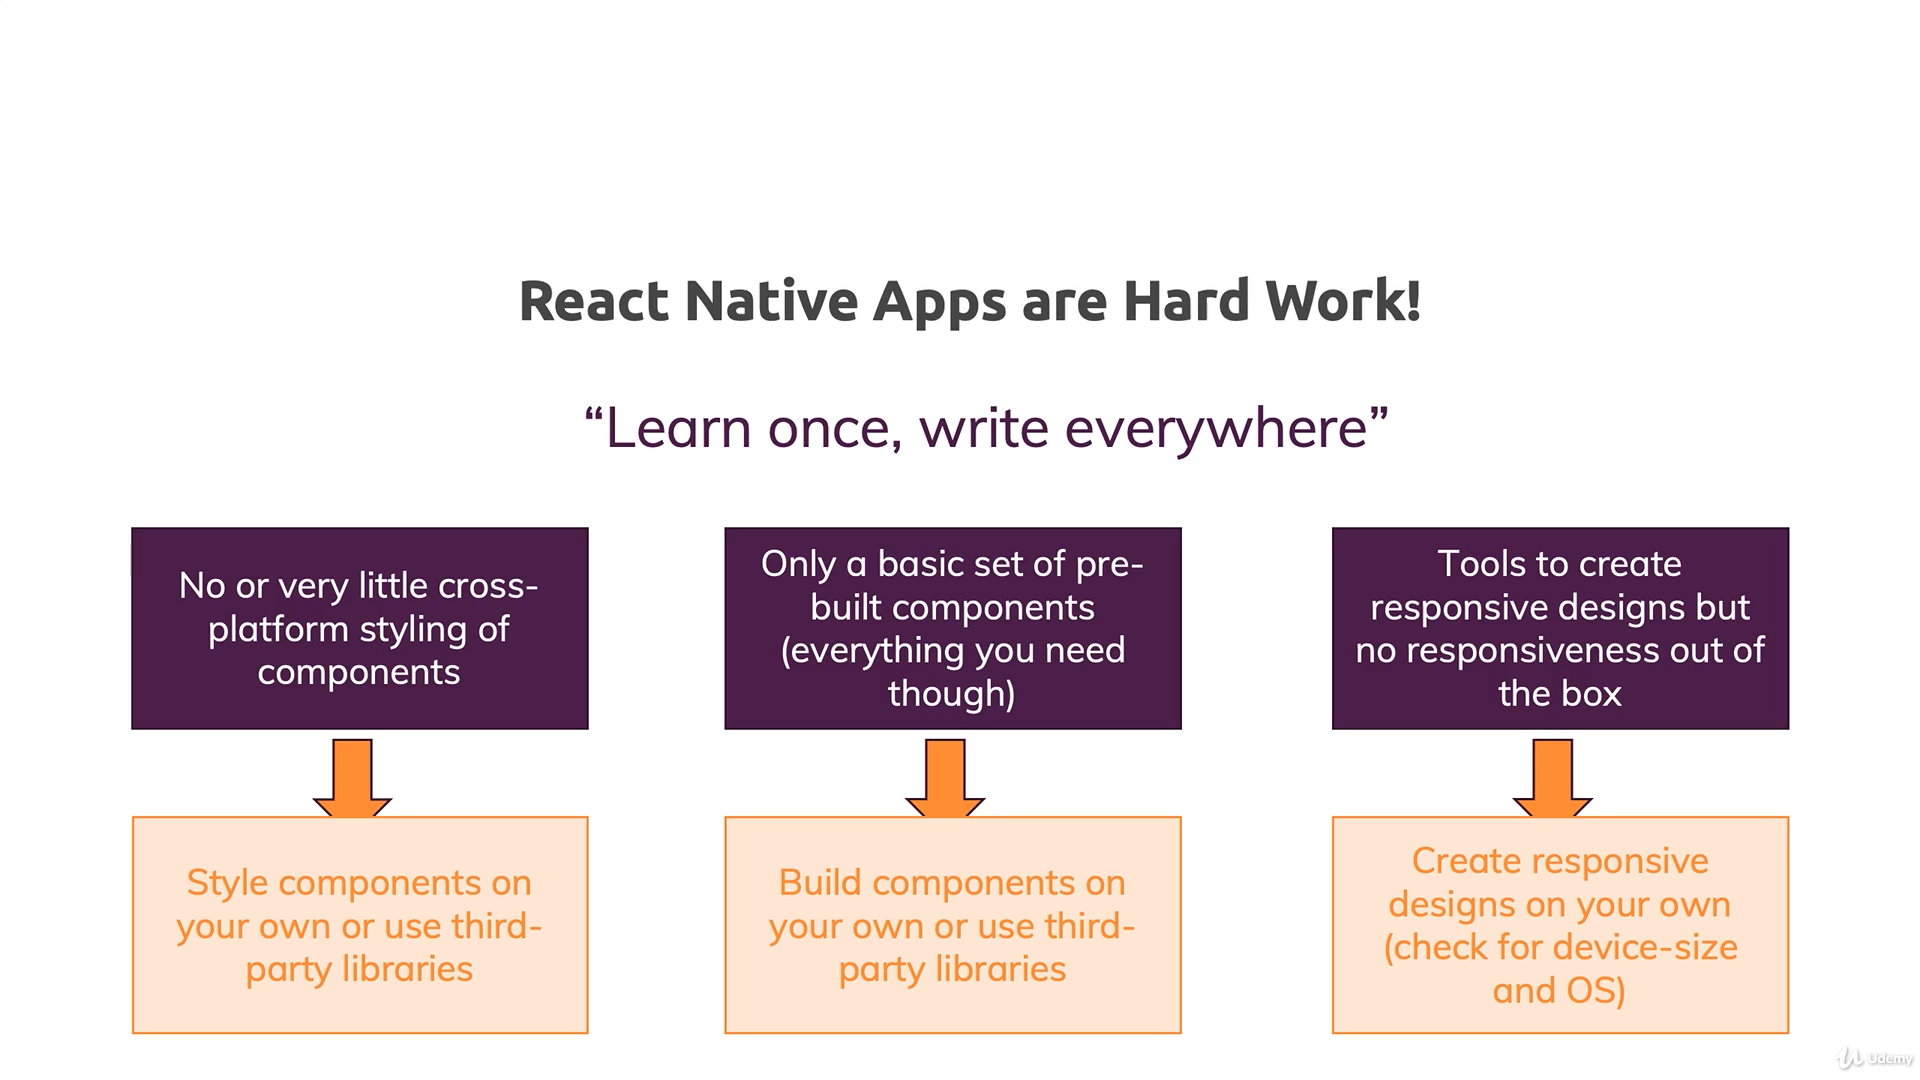 React Native Apps are Hard Work!
“Learn once, write everywhere”
No or very little cross-
platform styling of
components
Only a basic set of pre-
built components
(everything you need
though)
Tools to create
responsive designs but
no responsiveness out of
the box
Style components on
your own or use third-
party libraries
Build components on
your own or use third-
party libraries
Create responsive
designs on your own
(check for device-size
and OS)
Udemy